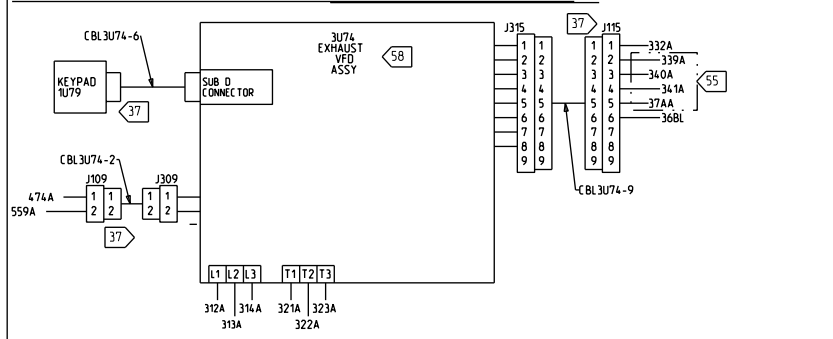 CBL3U74-6
3U74
EXHAUST
VFD
ASSY
58
J315
37
J115
KEYPAD
1U79
37
SUB D
CONNECTOR
1 1 1 1 332A
2 2 2 2 339A
3 3 3 3 340A
4 4 4 4 341A
5 5 5 5 37AA
6 6 6 6 36BL
7 7 7 7
8 8 8 8
9 9 9 9
55
CBL3U74-9
CBL3U74-2
J109 J309
474A 1 1 1 1
559A 2 2 2 2
37
L1 L2 L3 T1 T2 T3
312A 314A 321A 323A
313A 322A